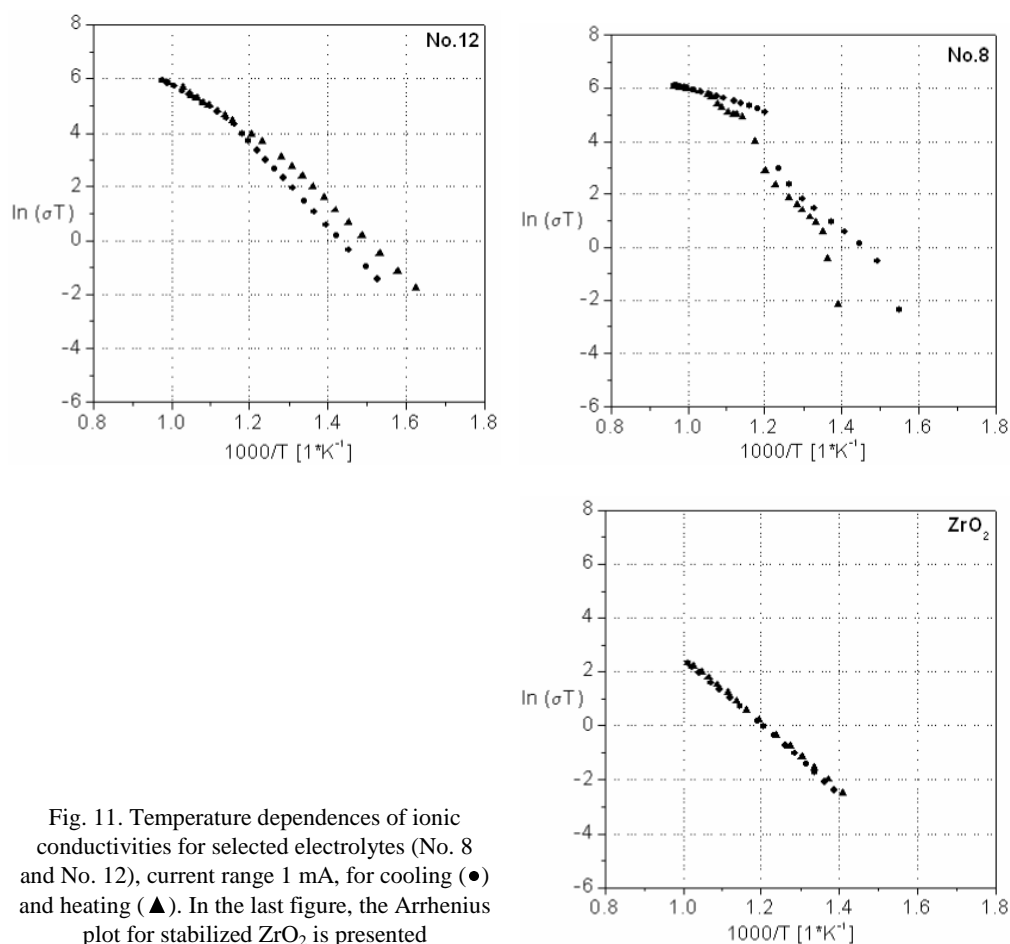 No.12
8
6
4
2
0
-2
-4
-6
ln (σT)
0.8 1.0 1.2 1.4 1.6 1.8
1000/T [1*K⁻¹]
No.8
8
6
4
2
0
-2
-4
-6
ln (σT)
0.8 1.0 1.2 1.4 1.6 1.8
1000/T [1*K⁻¹]
ZrO₂
8
6
4
2
0
-2
-4
-6
ln (σT)
0.8 1.0 1.2 1.4 1.6 1.8
1000/T [1*K⁻¹]
Fig. 11. Temperature dependences of ionic
conductivities for selected electrolytes (No. 8
and No. 12), current range 1 mA, for cooling (●)
and heating (▲). In the last figure, the Arrhenius
plot for stabilized ZrO₂ is presented